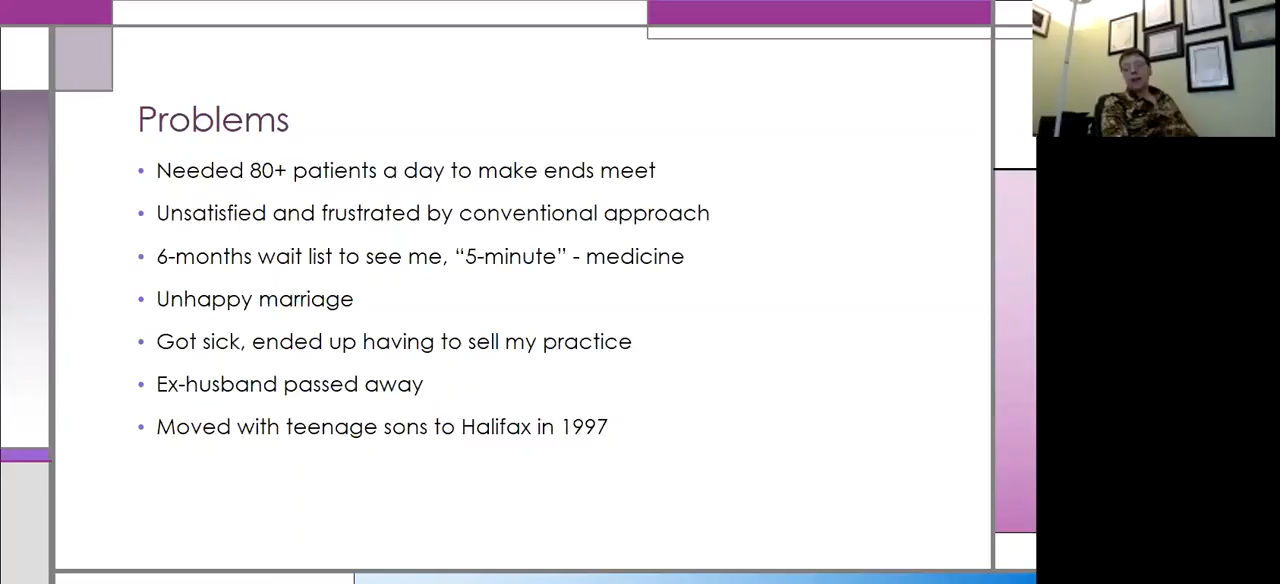 Problems
• Needed 80+ patients a day to make ends meet
• Unsatisfied and frustrated by conventional approach
• 6-months wait list to see me, “5-minute” - medicine
• Unhappy marriage
• Got sick, ended up having to sell my practice
• Ex-husband passed away
• Moved with teenage sons to Halifax in 1997